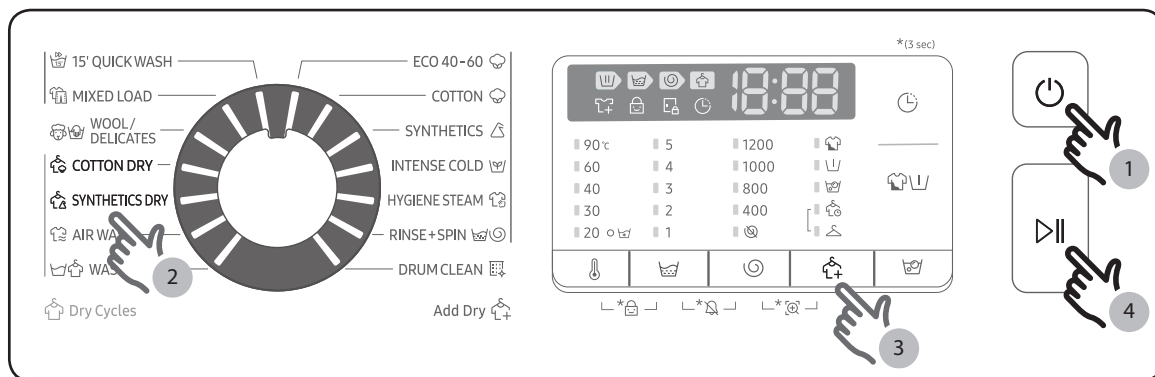 15' QUICK WASH
MIXED LOAD
WOOL/
DELICATES
COTTON DRY
SYNTHETICS DRY
AIR WA
WAS
Dry Cycles
2
ECO 40-60
COTTON
SYNTHETICS
INTENSE COLD
HYGIENE STEAM
RINSE+SPIN
DRUM CLEAN
Add Dry
*(3 sec)
18:88
90℃ 5 1200
60 4 1000
40 3 800
30 2 400
20 1
* * *
3
1
4